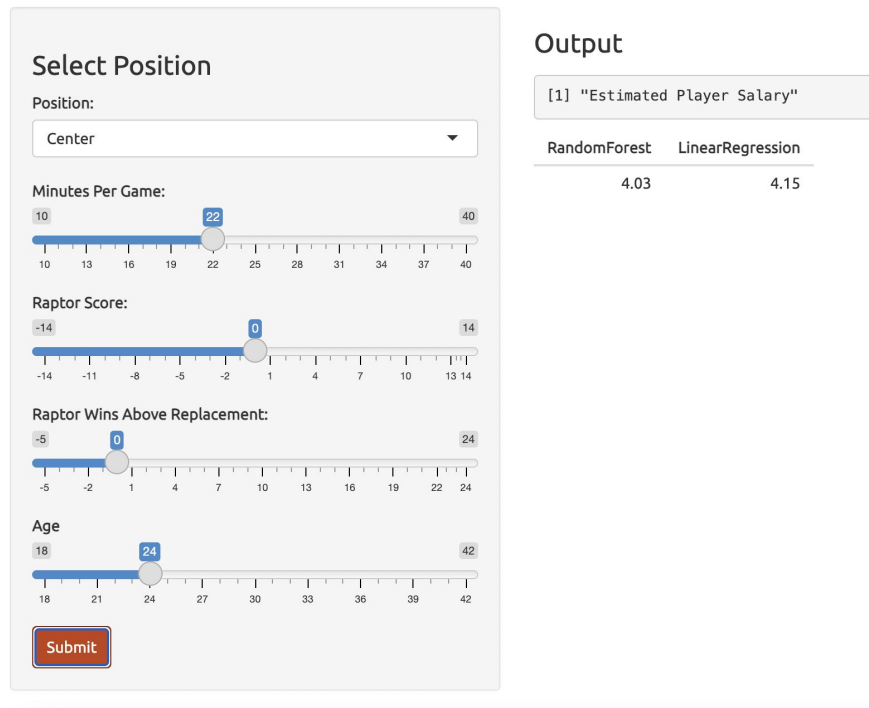 Select Position
Position:
Center
Minutes Per Game:
10 22 40
10 13 16 19 22 25 28 31 34 37 40
Raptor Score:
-14 0 14
-14 -11 -8 -5 -2 1 4 7 10 13 14
Raptor Wins Above Replacement:
-5 0 24
-5 -2 1 4 7 10 13 16 19 22 24
Age
18 24 42
18 21 24 27 30 33 36 39 42
Submit
Output
[1] "Estimated Player Salary"
RandomForest LinearRegression
4.03 4.15